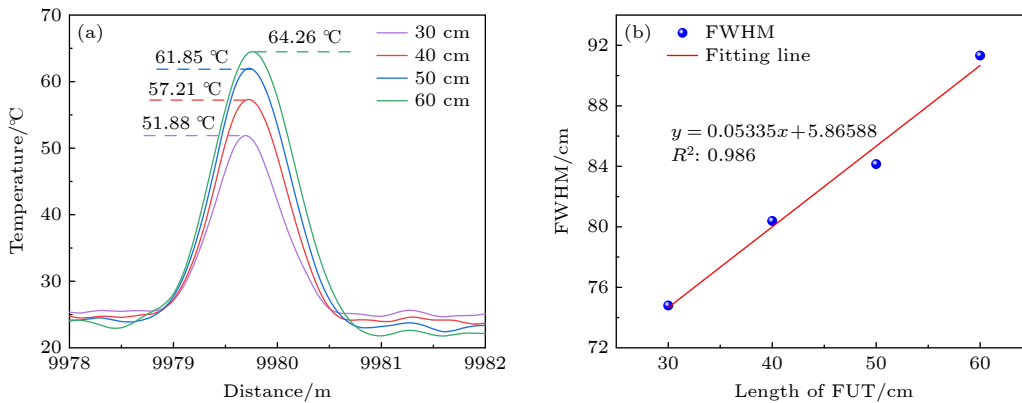 (a)
64.26 ℃
61.85 ℃
57.21 ℃
51.88 ℃
30 cm
40 cm
50 cm
60 cm
70
60
50
40
30
20
Temperature/℃
9978 9979 9980 9981 9982
Distance/m
(b)
FWHM
Fitting line
y = 0.05335x+5.86588
R²: 0.986
92
88
84
80
76
72
FWHM/cm
30 40 50 60
Length of FUT/cm